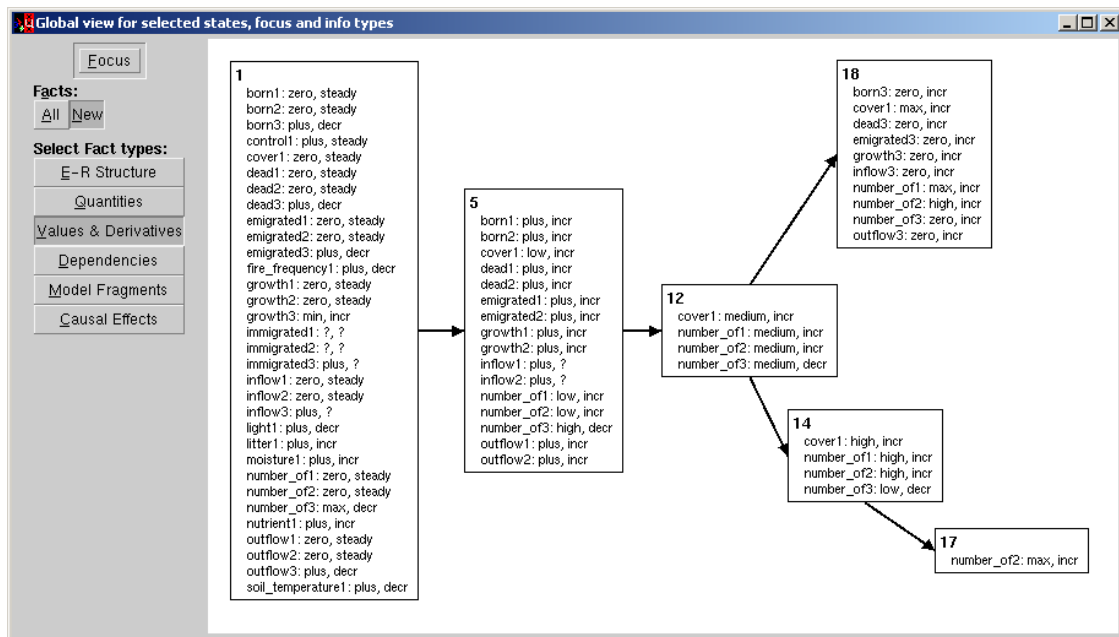 Global view for selected states, focus and info types
Focus
Facts:
All New
Select Fact types:
E-R Structure
Quantities
Values & Derivatives
Dependencies
Model Fragments
Causal Effects
1
born1: zero, steady
born2: zero, steady
born3: plus, decr
control1: plus, steady
cover1: zero, steady
dead1: zero, steady
dead2: zero, steady
dead3: plus, decr
emigrated1: zero, steady
emigrated2: zero, steady
emigrated3: plus, decr
fire_frequency1: plus, decr
growth1: zero, steady
growth2: zero, steady
growth3: min, incr
immigrated1: ?, ?
immigrated2: ?, ?
immigrated3: plus, ?
inflow1: zero, steady
inflow2: zero, steady
inflow3: plus, ?
light1: plus, decr
litter1: plus, incr
moisture1: plus, incr
number_of1: zero, steady
number_of2: zero, steady
number_of3: max, decr
nutrient1: plus, incr
outflow1: zero, steady
outflow2: zero, steady
outflow3: plus, decr
soil_temperature1: plus, decr
5
born1: plus, incr
born2: plus, incr
cover1: low, incr
dead1: plus, incr
dead2: plus, incr
emigrated1: plus, incr
emigrated2: plus, incr
growth1: plus, incr
growth2: plus, incr
inflow1: plus, ?
inflow2: plus, ?
number_of1: low, incr
number_of2: low, incr
number_of3: high, decr
outflow1: plus, incr
outflow2: plus, incr
12
cover1: medium, incr
number_of1: medium, incr
number_of2: medium, incr
number_of3: medium, decr
18
born3: zero, incr
cover1: max, incr
dead3: zero, incr
emigrated3: zero, incr
growth3: zero, incr
inflow3: zero, incr
number_of1: max, incr
number_of2: high, incr
number_of3: zero, incr
outflow3: zero, incr
14
cover1: high, incr
number_of1: high, incr
number_of2: high, incr
number_of3: low, decr
17
number_of2: max, incr